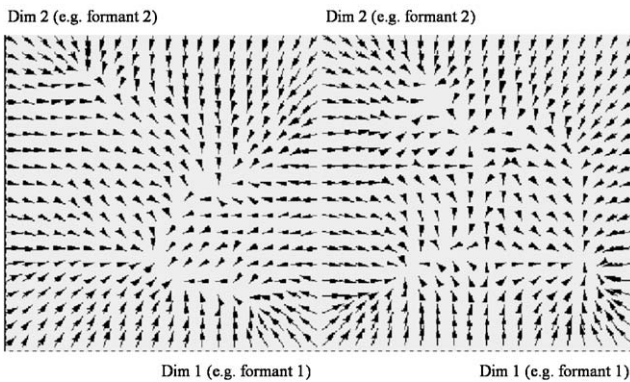 Dim 2 (e.g. formant 2)
Dim 2 (e.g. formant 2)
Dim 1 (e.g. formant 1)
Dim 1 (e.g. formant 1)